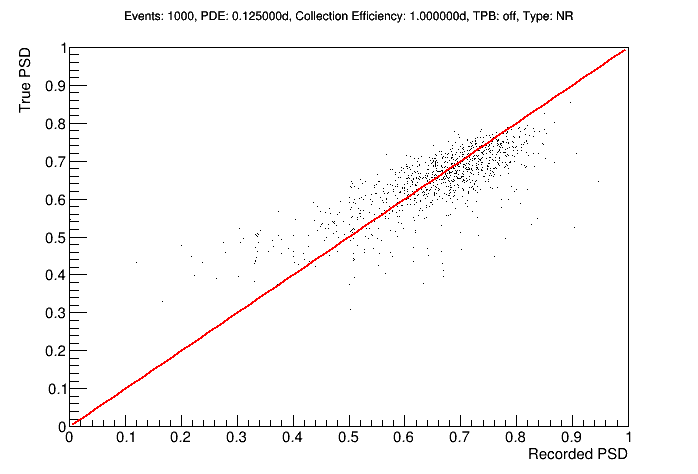 Events: 1000, PDE: 0.125000d, Collection Efficiency: 1.000000d, TPB: off, Type: NR
True PSD
1
0.9
0.8
0.7
0.6
0.5
0.4
0.3
0.2
0.1
0
0 0.1 0.2 0.3 0.4 0.5 0.6 0.7 0.8 0.9 1
Recorded PSD